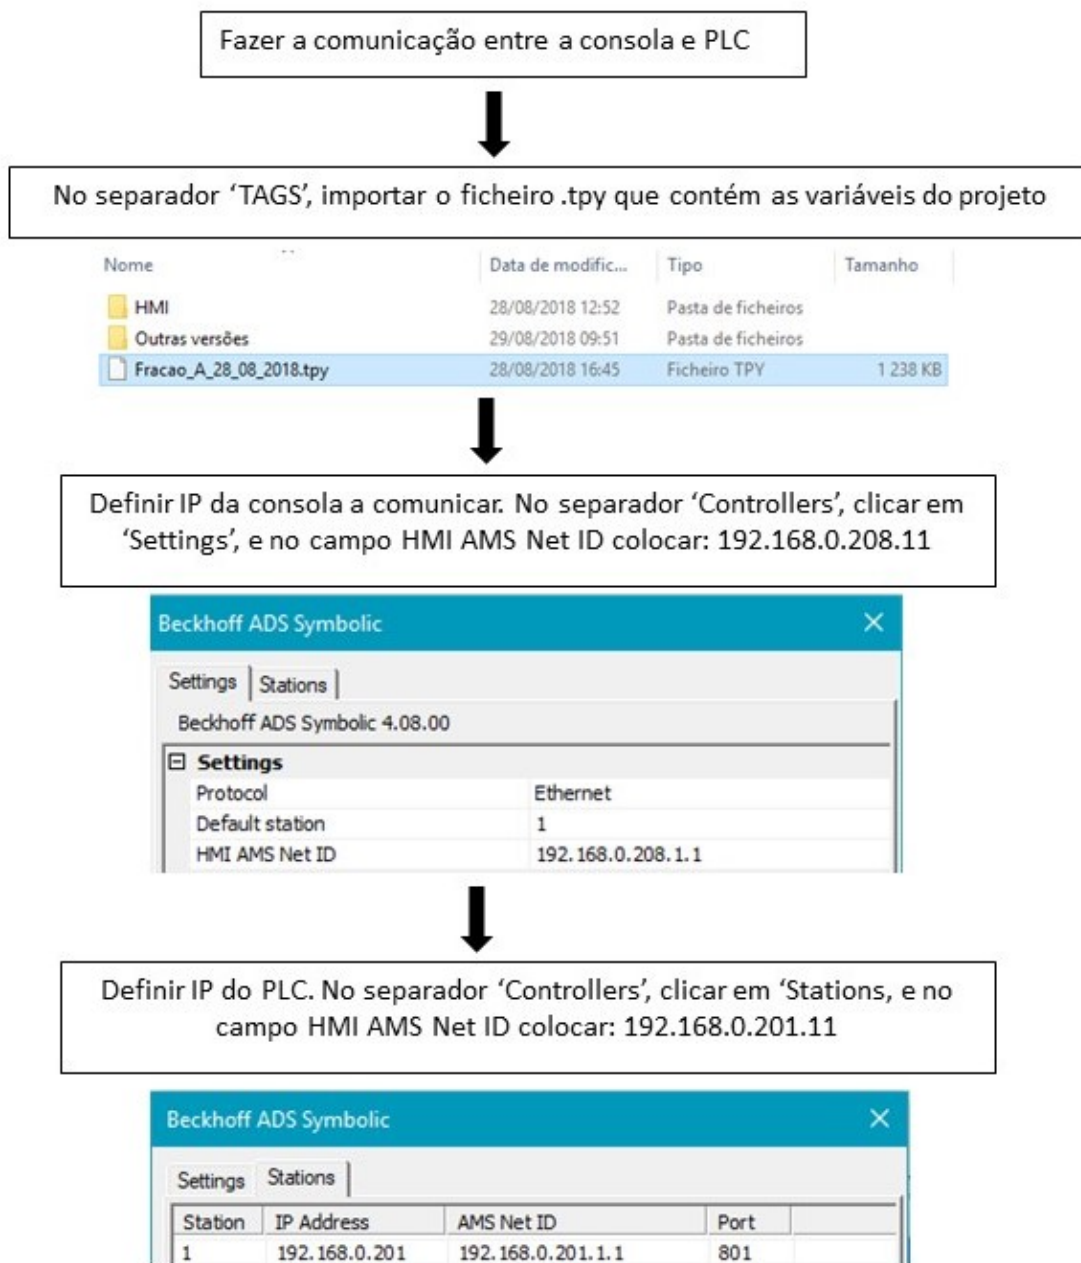 Fazer a comunicação entre a consola e PLC
No separador ‘TAGS’, importar o ficheiro .tpy que contém as variáveis do projeto
Nome Data de modific... Tipo Tamanho
HMI 28/08/2018 12:52 Pasta de ficheiros
Outras versões 29/08/2018 09:51 Pasta de ficheiros
Fracao_A_28_08_2018.tpy 28/08/2018 16:45 Ficheiro TPY 1 238 KB
Definir IP da consola a comunicar. No separador ‘Controllers’, clicar em
‘Settings’, e no campo HMI AMS Net ID colocar: 192.168.0.208.11
Beckhoff ADS Symbolic
Settings Stations
Beckhoff ADS Symbolic 4.08.00
Settings
Protocol Ethernet
Default station 1
HMI AMS Net ID 192.168.0.208.1.1
Definir IP do PLC. No separador ‘Controllers’, clicar em ‘Stations, e no
campo HMI AMS Net ID colocar: 192.168.0.201.11
Beckhoff ADS Symbolic
Settings Stations
Station IP Address AMS Net ID Port
1 192.168.0.201 192.168.0.201.1.1 801